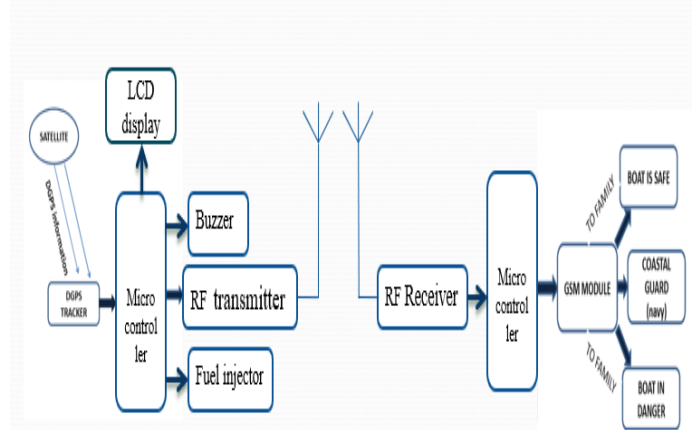 LCD
display
SATELLITE
DGPS information
DGPS
TRACKER
Micro
control
ler
Buzzer
RF transmitter
Fuel injector
RF Receiver
Micro
control
ler
GSM MODULE
TO FAMILY
BOAT IS SAFE
COASTAL
GUARD
(navy)
TO FAMILY
BOAT IN
DANGER